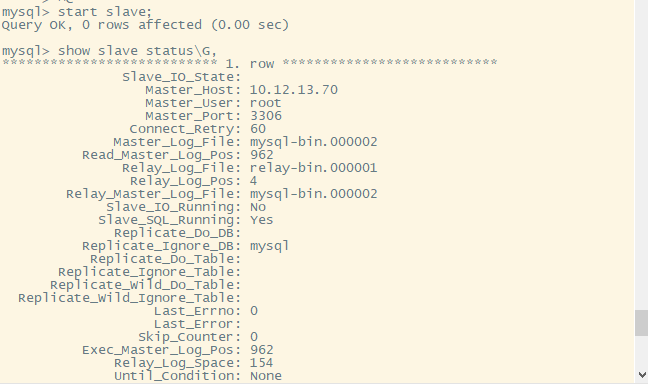 mysql> start slave;
Query OK, 0 rows affected (0.00 sec)
mysql> show slave status\G,
*************************** 1. row ***************************
Slave_IO_State:
Master_Host: 10.12.13.70
Master_User: root
Master_Port: 3306
Connect_Retry: 60
Master_Log_File: mysql-bin.000002
Read_Master_Log_Pos: 962
Relay_Log_File: relay-bin.000001
Relay_Log_Pos: 4
Relay_Master_Log_File: mysql-bin.000002
Slave_IO_Running: No
Slave_SQL_Running: Yes
Replicate_Do_DB:
Replicate_Ignore_DB: mysql
Replicate_Do_Table:
Replicate_Ignore_Table:
Replicate_Wild_Do_Table:
Replicate_Wild_Ignore_Table:
Last_Errno: 0
Last_Error:
Skip_Counter: 0
Exec_Master_Log_Pos: 962
Relay_Log_Space: 154
Until_Condition: None